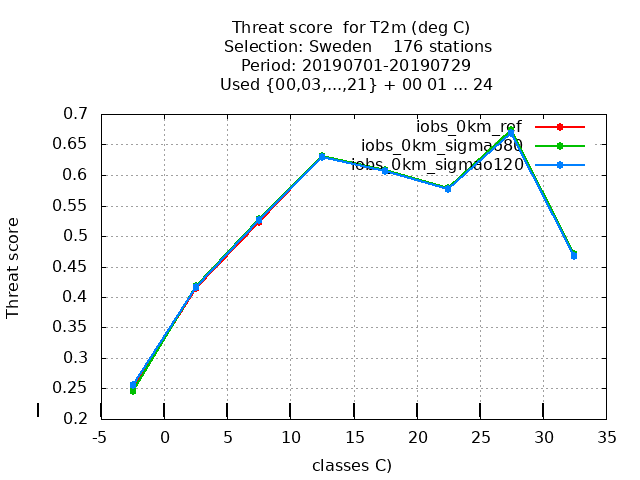 Threat score for T2m (deg C)
Selection: Sweden 176 stations
Period: 20190701-20190729
Used {00,03,...,21} + 00 01 ... 24
0.7
0.65
0.6
0.55
0.5
0.45
0.4
0.35
0.3
0.25
0.2
Threat score
iobs_0km_ref
iobs_0km_sigmao80
iobs_0km_sigmao120
-5 0 5 10 15 20 25 30 35
classes C)